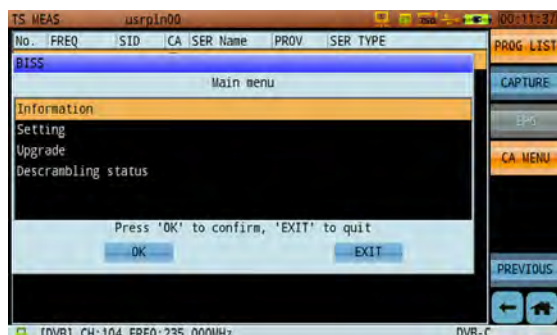 TS MEAS usrpin00 00:11:37
No. FREQ SID CA SER Name PROV SER TYPE
PROG LIST
BISS
Main menu
CAPTURE
Information
Setting
EPG
Upgrade
CA MENU
Descrambling status
Press 'OK' to confirm, 'EXIT' to quit
OK EXIT
PREVIOUS
[DVB] CH:104 FREQ:235.000MHz DVB-C